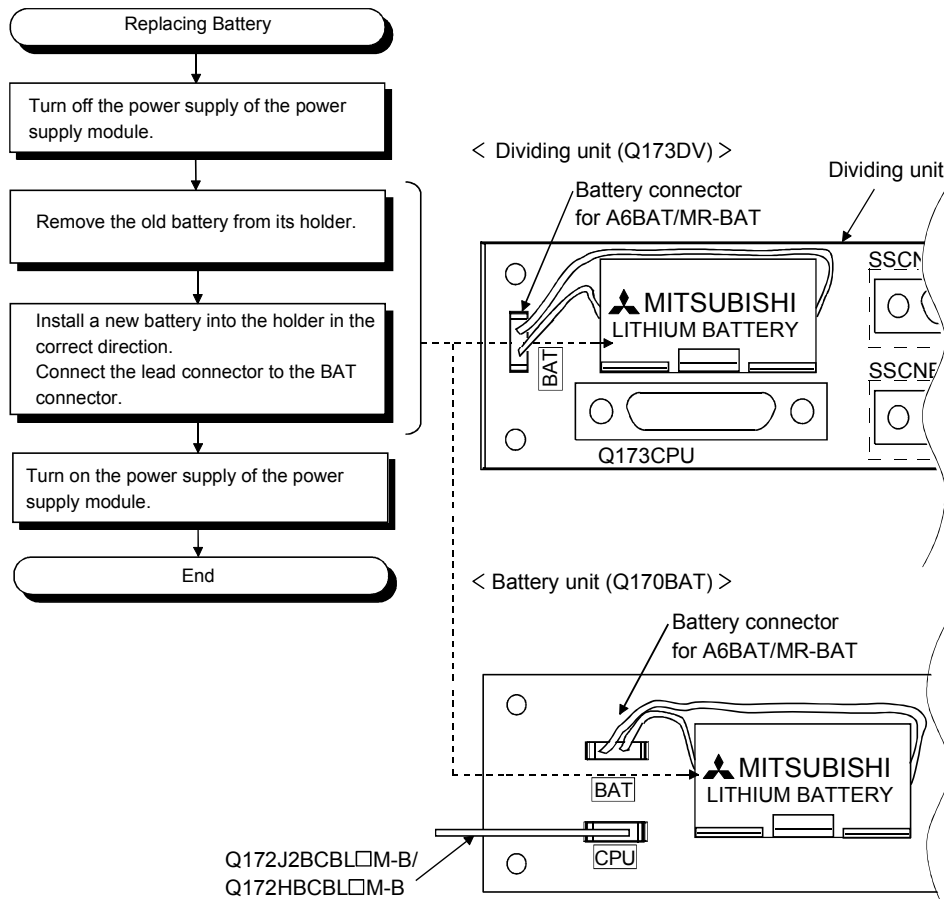 Replacing Battery
Turn off the power supply of the power
supply module.
Remove the old battery from its holder.
Install a new battery into the holder in the
correct direction.
Connect the lead connector to the BAT
connector.
Turn on the power supply of the power
supply module.
End
< Dividing unit (Q173DV) >
Battery connector
for A6BAT/MR-BAT
Dividing unit
MITSUBISHI
LITHIUM BATTERY
BAT
Q173CPU
< Battery unit (Q170BAT) >
Battery connector
for A6BAT/MR-BAT
MITSUBISHI
LITHIUM BATTERY
BAT
CPU
Q172J2BCBL□M-B/
Q172HBCBL□M-B